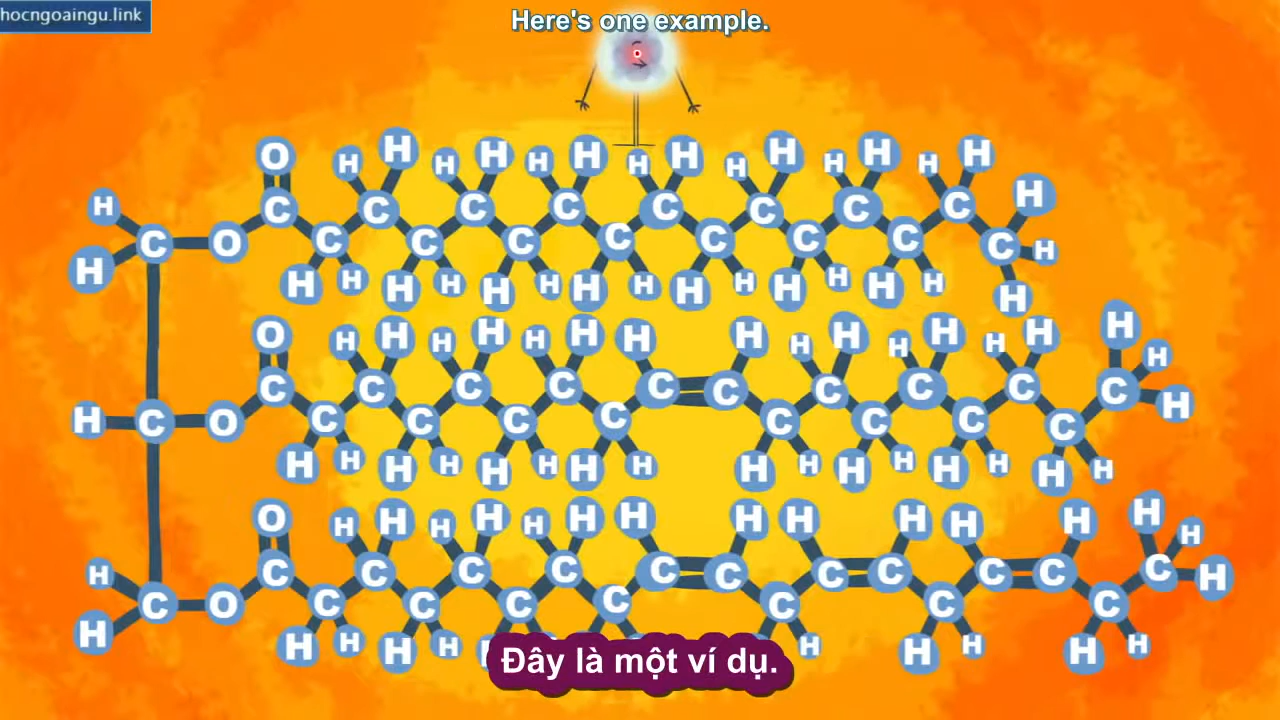 hocngoaingu.link
Here's one example.
O H H H H H H H H H H H H H H
H C O C C C C C C C C C C C C C C C C H H
H H H H H H H H H H H H H H H H
O H H H H H H H H H H H H H H H H
H C O C C C C C C C C C C C C C C C C C C H
H H H H H H H H H H H H H H H H
O H H H H H H H H H H H H H H
H C O C C C C C C C C C C C C C C C C C C H
H H H H H H H H H H H H
Đây là một ví dụ.